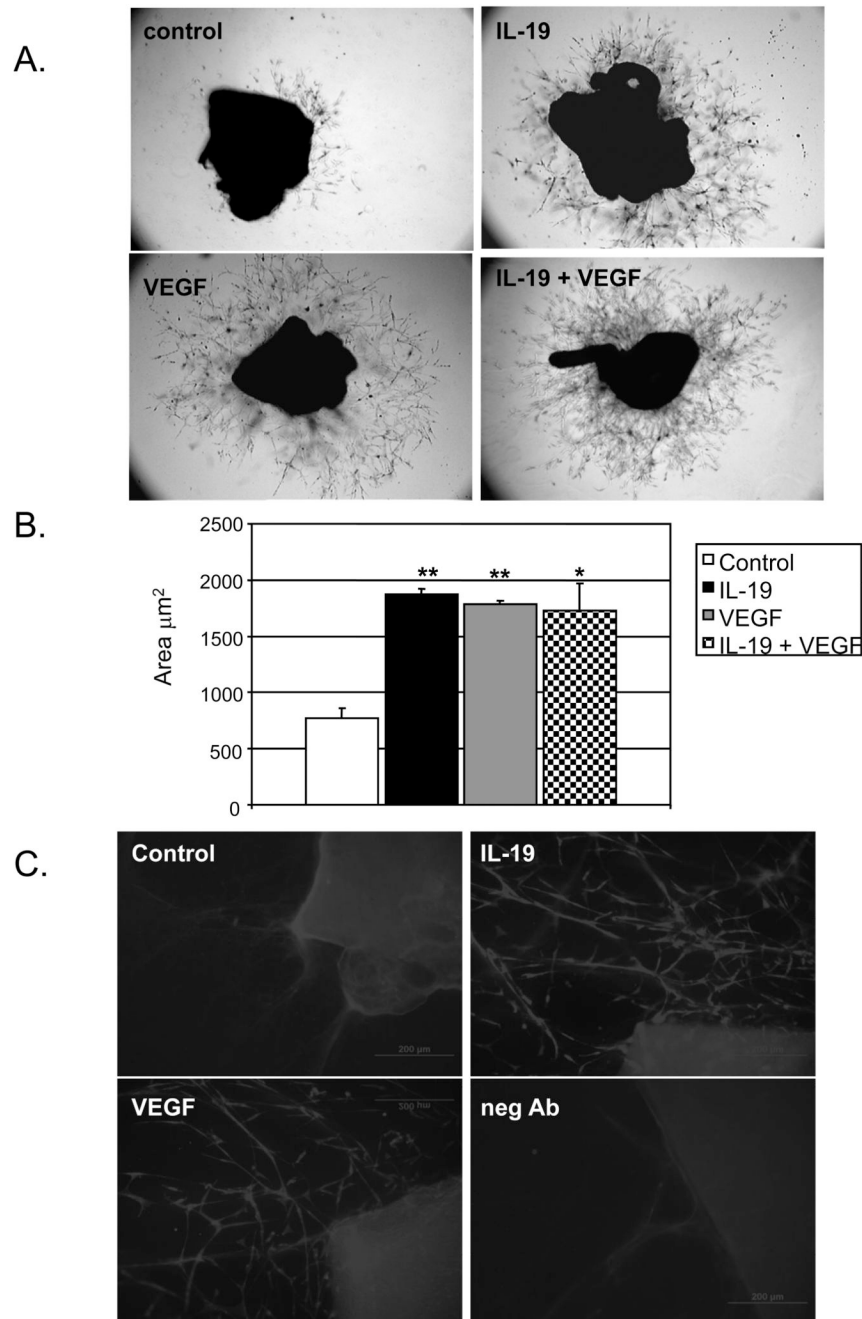 A.
control
IL-19
VEGF
IL-19 + VEGF
B.
2500
2000
1500
1000
500
0
Area μm²
**
**
*
Control
IL-19
VEGF
IL-19 + VEGF
C.
Control
IL-19
200 μm
VEGF
neg Ab
200 μm